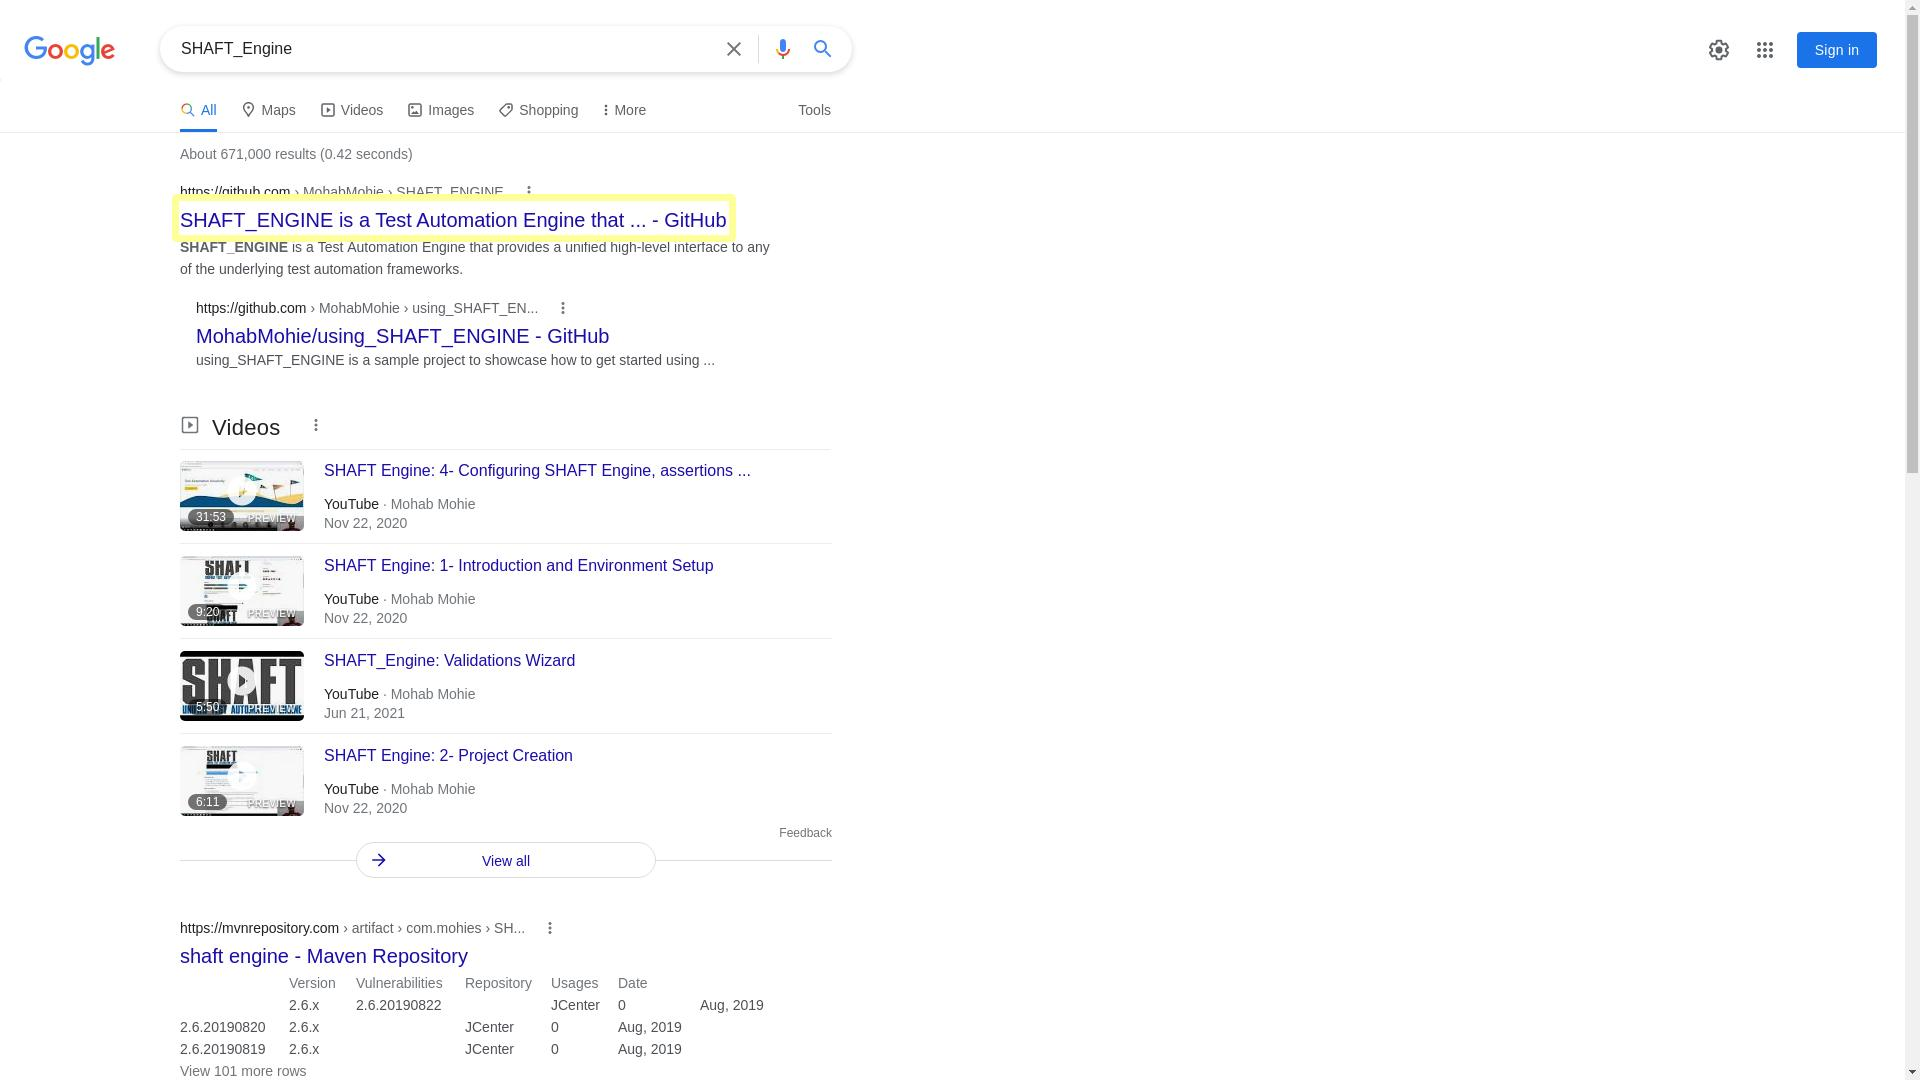 Google
SHAFT_Engine
Sign in
All
Maps
Videos
Images
Shopping
More
Tools
About 671,000 results (0.42 seconds)
https://github.com › MohabMohie › SHAFT_ENGINE
SHAFT_ENGINE is a Test Automation Engine that ... - GitHub
SHAFT_ENGINE is a Test Automation Engine that provides a unified high-level interface to any
of the underlying test automation frameworks.
https://github.com › MohabMohie › using_SHAFT_EN...
MohabMohie/using_SHAFT_ENGINE - GitHub
using_SHAFT_ENGINE is a sample project to showcase how to get started using ...
Videos
SHAFT Engine: 4- Configuring SHAFT Engine, assertions ...
YouTube · Mohab Mohie
31:53
PREVIEW
Nov 22, 2020
SHAFT Engine: 1- Introduction and Environment Setup
SHAFT
YouTube · Mohab Mohie
9:20
PREVIEW
Nov 22, 2020
SHAFT_Engine: Validations Wizard
SHAFT
YouTube · Mohab Mohie
5:50
PREVIEW
Jun 21, 2021
SHAFT Engine: 2- Project Creation
SHAFT
YouTube · Mohab Mohie
6:11
PREVIEW
Nov 22, 2020
Feedback
View all
https://mvnrepository.com › artifact › com.mohies › SH...
shaft engine - Maven Repository
Version Vulnerabilities Repository Usages Date
2.6.x 2.6.20190822 JCenter 0 Aug, 2019
2.6.20190820 2.6.x JCenter 0 Aug, 2019
2.6.20190819 2.6.x JCenter 0 Aug, 2019
View 101 more rows